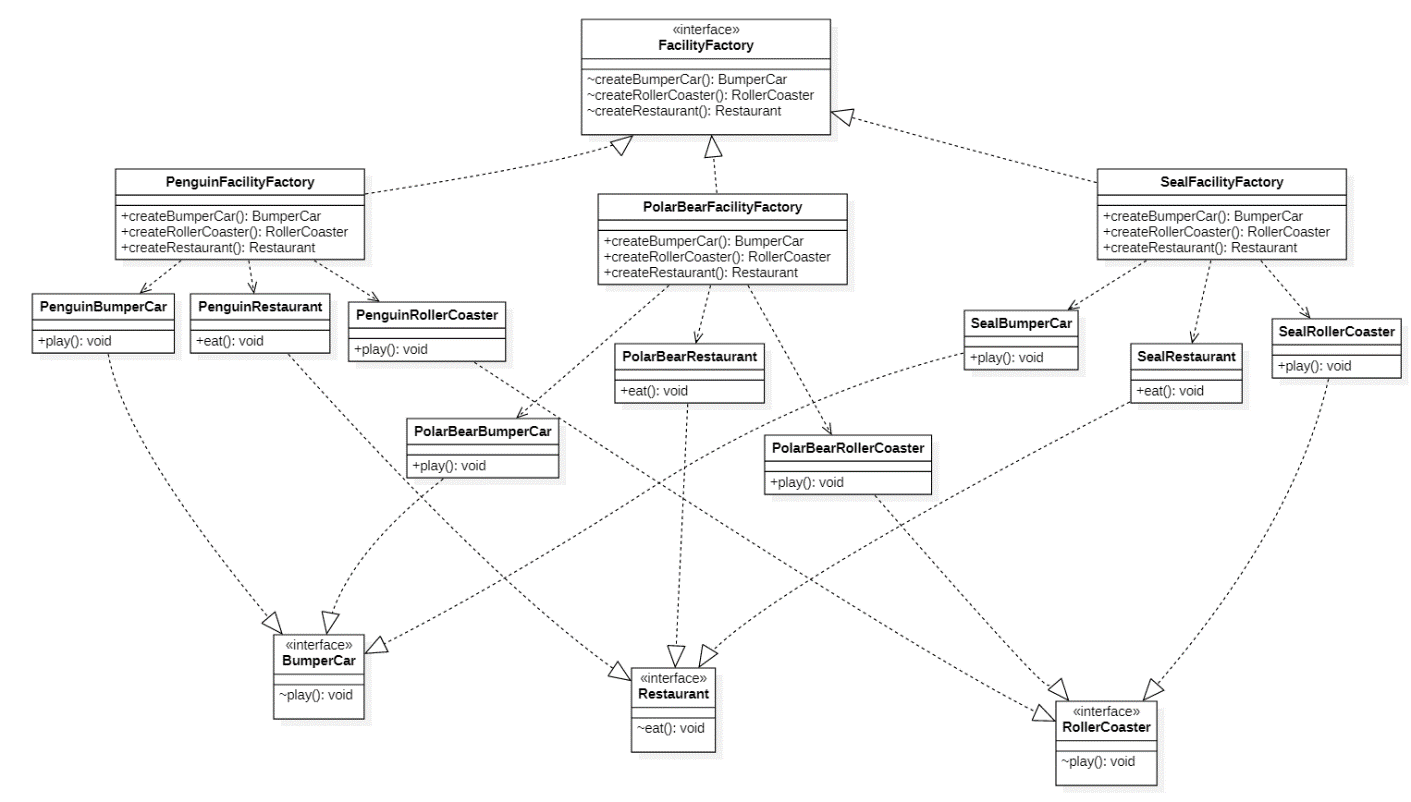 «interface»
FacilityFactory
~createBumperCar(): BumperCar
~createRollerCoaster(): RollerCoaster
~createRestaurant(): Restaurant
PenguinFacilityFactory
+createBumperCar(): BumperCar
+createRollerCoaster(): RollerCoaster
+createRestaurant(): Restaurant
PolarBearFacilityFactory
+createBumperCar(): BumperCar
+createRollerCoaster(): RollerCoaster
+createRestaurant(): Restaurant
SealFacilityFactory
+createBumperCar(): BumperCar
+createRollerCoaster(): RollerCoaster
+createRestaurant(): Restaurant
PenguinBumperCar
+play(): void
PenguinRestaurant
+eat(): void
PenguinRollerCoaster
+play(): void
PolarBearRestaurant
+eat(): void
SealBumperCar
+play(): void
SealRestaurant
+eat(): void
SealRollerCoaster
+play(): void
PolarBearBumperCar
+play(): void
PolarBearRollerCoaster
+play(): void
«interface»
BumperCar
~play(): void
«interface»
Restaurant
~eat(): void
«interface»
RollerCoaster
~play(): void